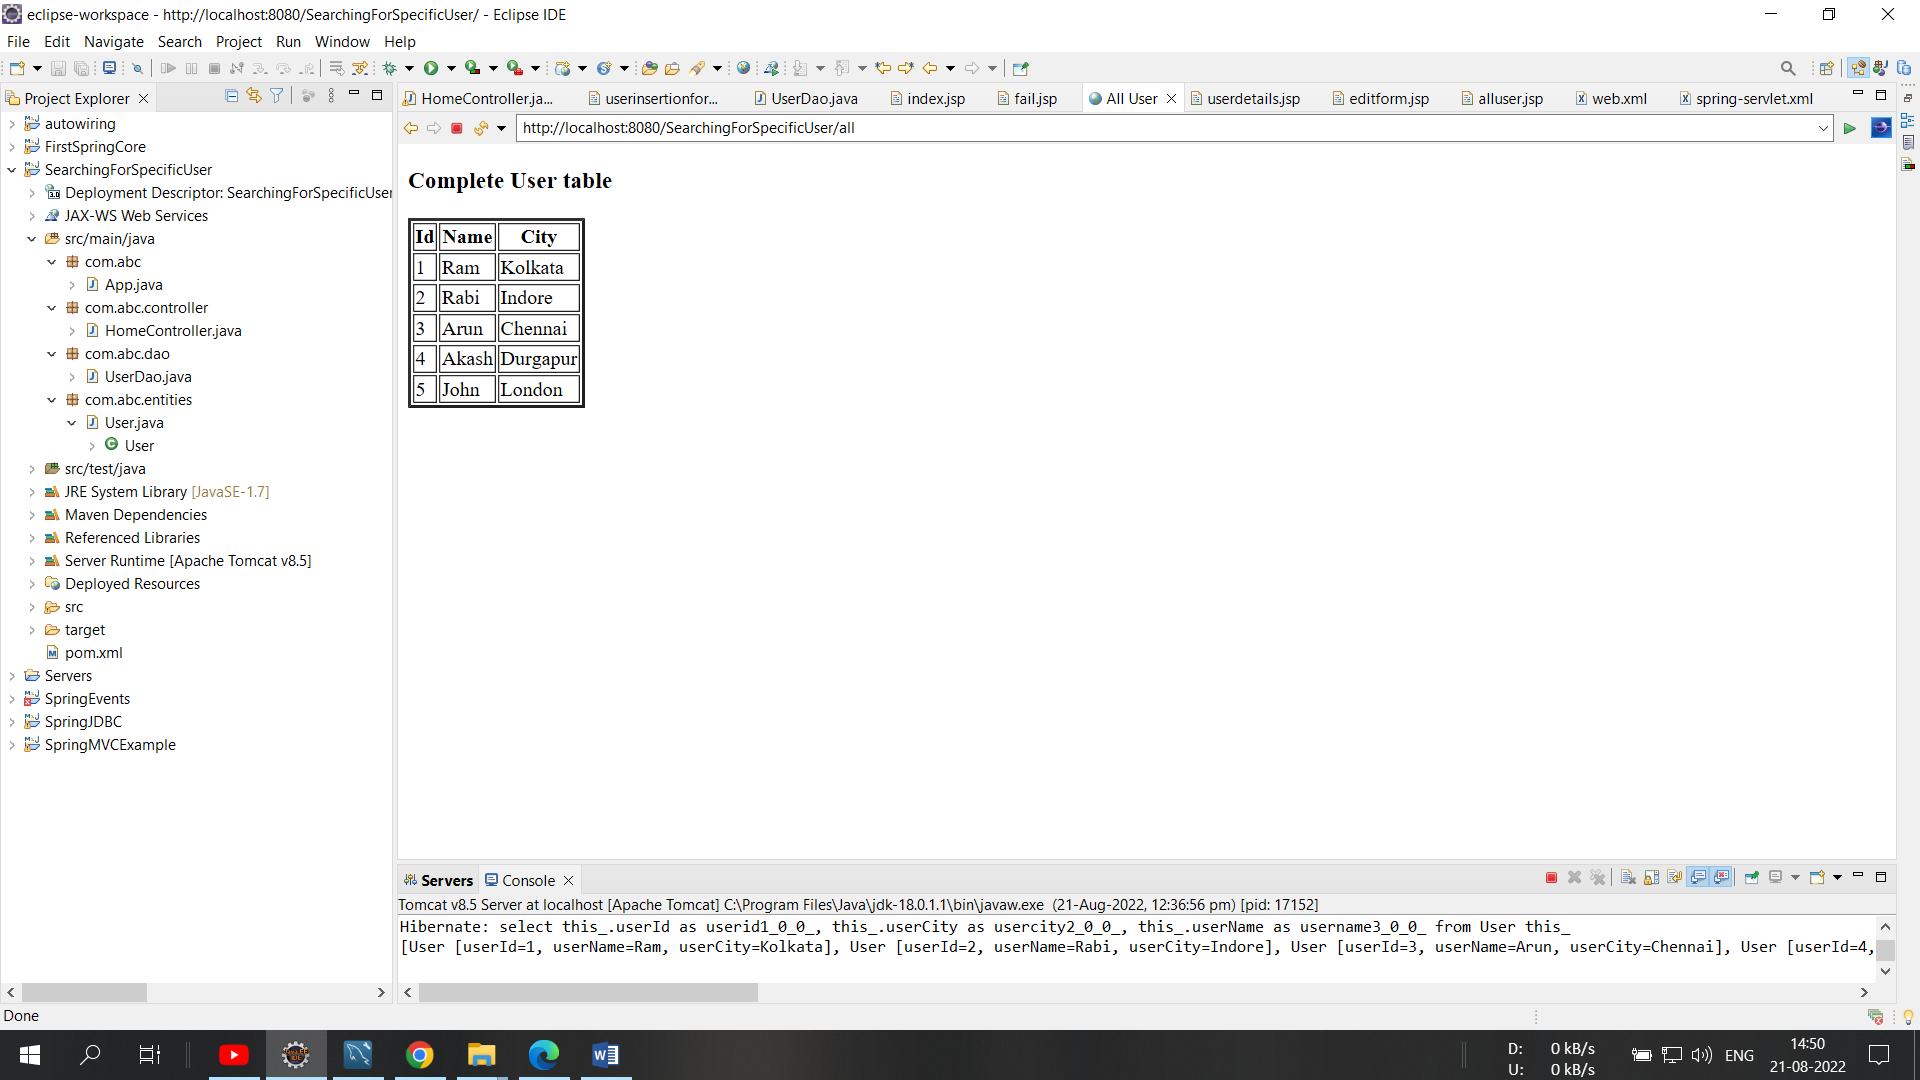 eclipse-workspace - http://localhost:8080/SearchingForSpecificUser/ - Eclipse IDE
File Edit Navigate Search Project Run Window Help
Project Explorer
autowiring
FirstSpringCore
SearchingForSpecificUser
Deployment Descriptor: SearchingForSpecificUser
JAX-WS Web Services
src/main/java
com.abc
App.java
com.abc.controller
HomeController.java
com.abc.dao
UserDao.java
com.abc.entities
User.java
User
src/test/java
JRE System Library [JavaSE-1.7]
Maven Dependencies
Referenced Libraries
Server Runtime [Apache Tomcat v8.5]
Deployed Resources
src
target
pom.xml
Servers
SpringEvents
SpringJDBC
SpringMVCExample
HomeController.ja... userinsertionfor... UserDao.java index.jsp fail.jsp All User userdetails.jsp editform.jsp alluser.jsp web.xml spring-servlet.xml
http://localhost:8080/SearchingForSpecificUser/all
Complete User table
Id Name City
1 Ram Kolkata
2 Rabi Indore
3 Arun Chennai
4 Akash Durgapur
5 John London
Servers Console
Tomcat v8.5 Server at localhost [Apache Tomcat] C:\Program Files\Java\jdk-18.0.1.1\bin\javaw.exe (21-Aug-2022, 12:36:56 pm) [pid: 17152]
Hibernate: select this_.userId as userid1_0_0_, this_.userCity as usercity2_0_0_, this_.userName as username3_0_0_ from User this_
[User [userId=1, userName=Ram, userCity=Kolkata], User [userId=2, userName=Rabi, userCity=Indore], User [userId=3, userName=Arun, userCity=Chennai], User [userId=4,
Done
D: 0 kB/s
U: 0 kB/s
ENG
14:50
21-08-2022